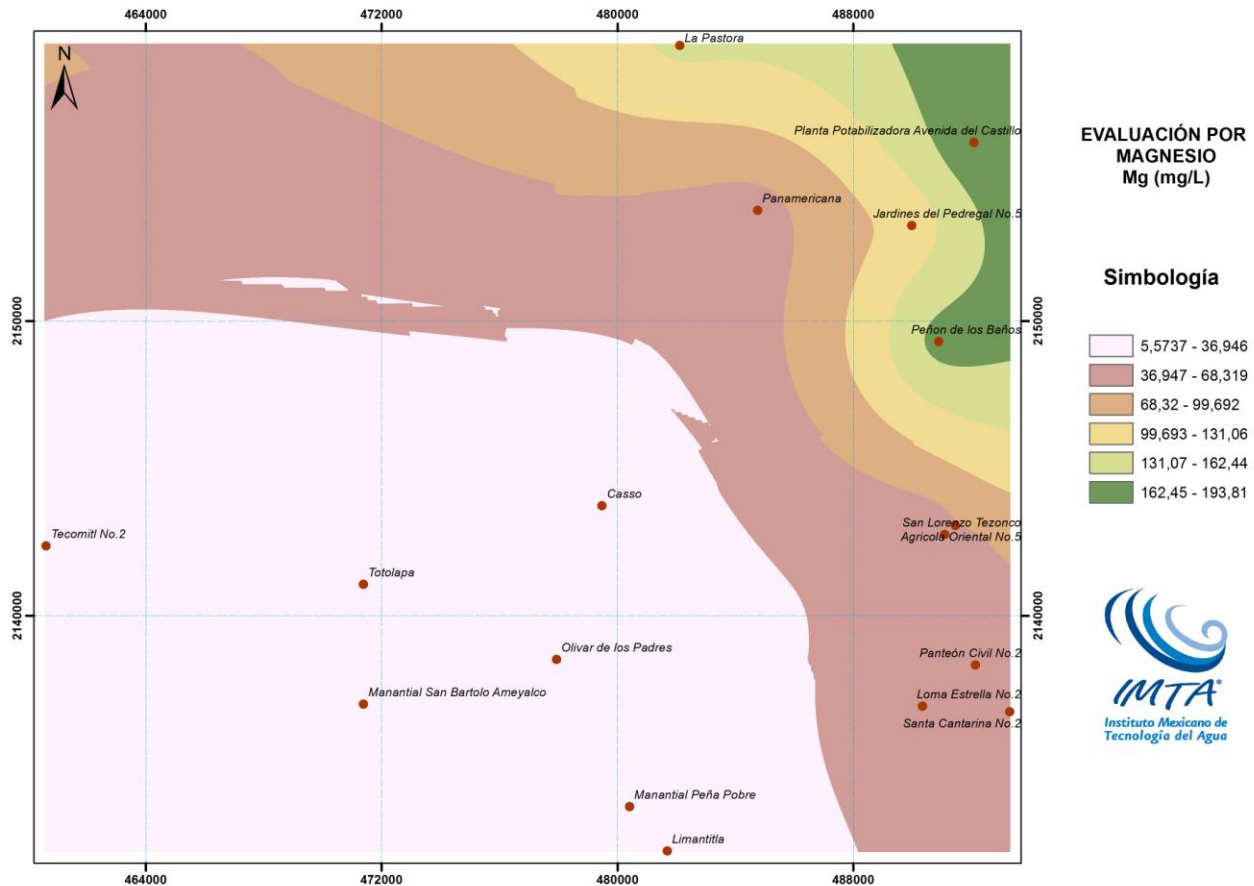 464000
472000
480000
488000
N
La Pastora
Planta Potabilizadora Avenida del Castillo
Panamericana
Jardines del Pedregal No.5
2150000
2150000
Peñon de los Baños
Casso
San Lorenzo Tezonco
Agricola Oriental No.5
Tecomitl No.2
Totolapa
2140000
2140000
Olivar de los Padres
Panteón Civil No.2
Manantial San Bartolo Ameyalco
Loma Estrella No.2
Santa Cantarina No.2
Manantial Peña Pobre
Limantitla
464000
472000
480000
488000
EVALUACIÓN POR
MAGNESIO
Mg (mg/L)
Simbología
5,5737 - 36,946
36,947 - 68,319
68,32 - 99,692
99,693 - 131,06
131,07 - 162,44
162,45 - 193,81
IMTA®
Instituto Mexicano de
Tecnología del Agua